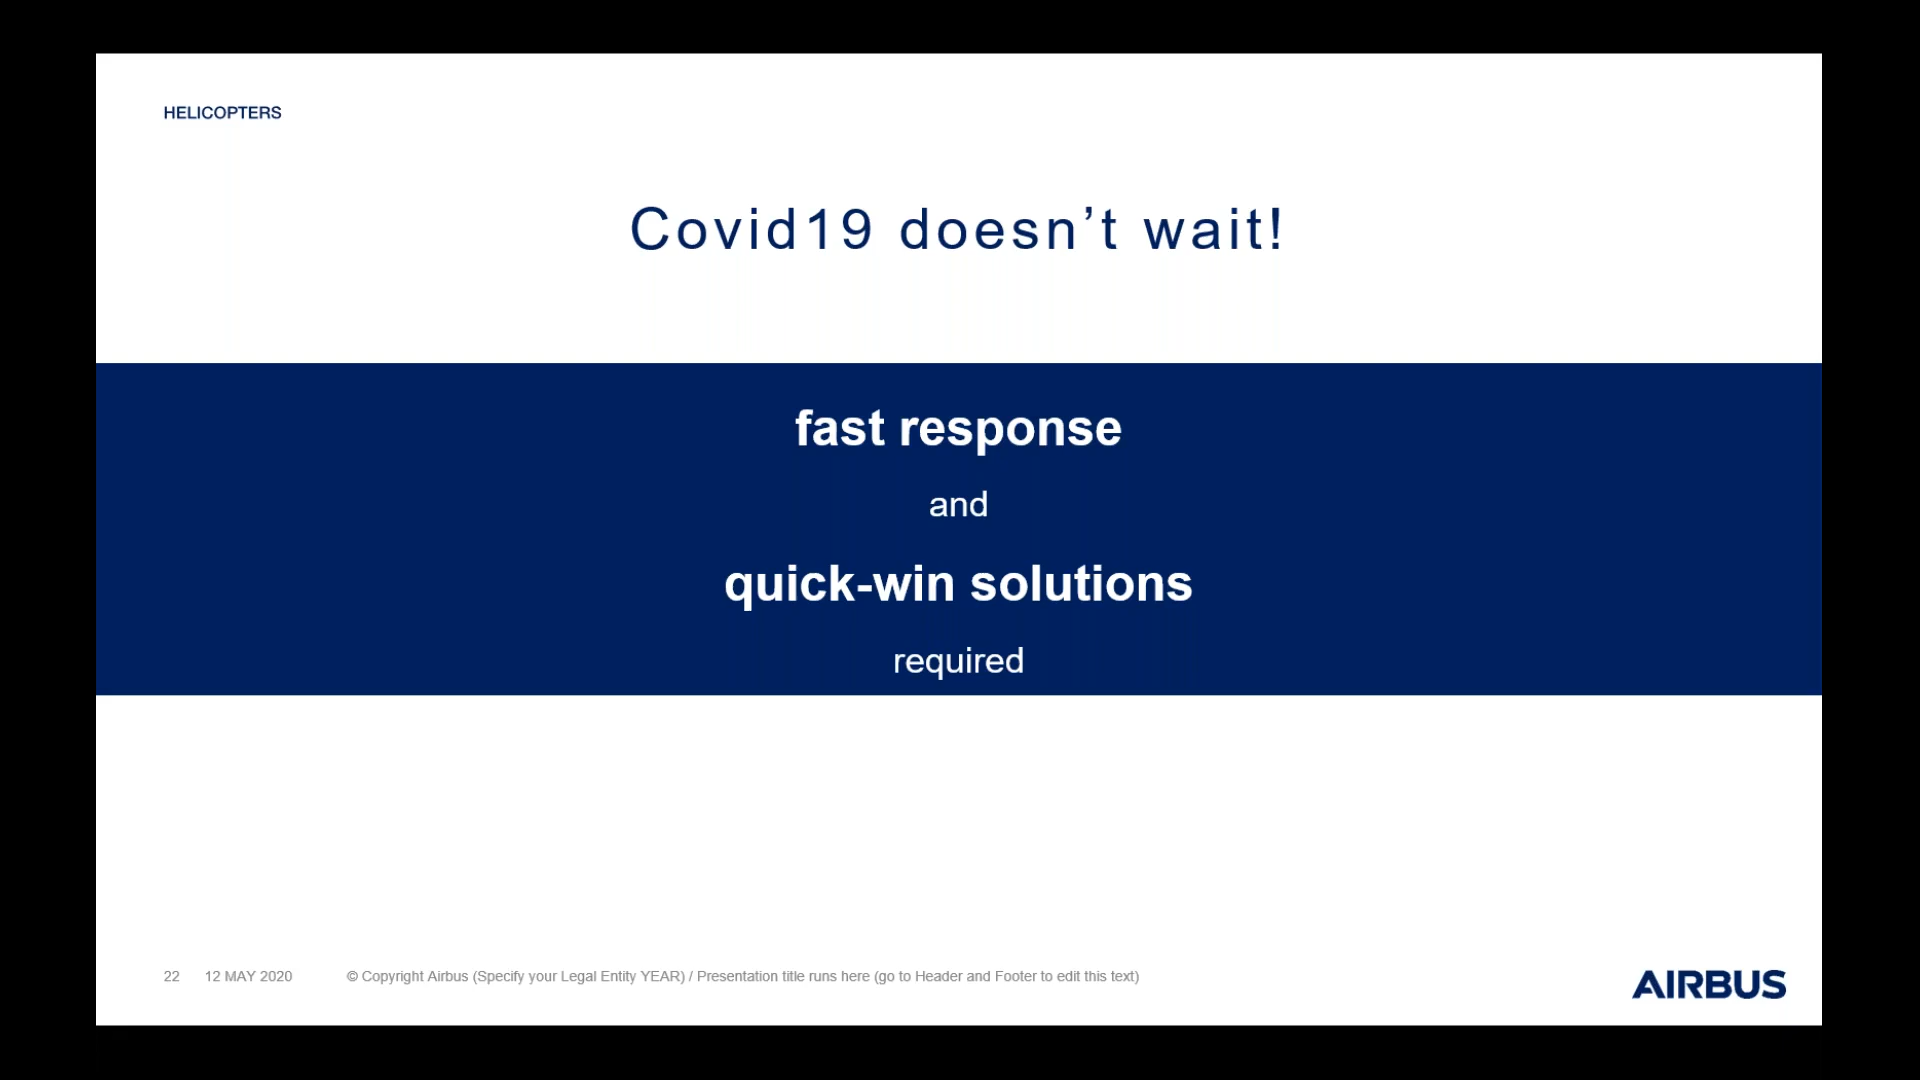 HELICOPTERS
Covid19 doesn’t wait!
fast response
and
quick-win solutions
required
22 12 MAY 2020 © Copyright Airbus (Specify your Legal Entity YEAR) / Presentation title runs here (go to Header and Footer to edit this text)
AIRBUS